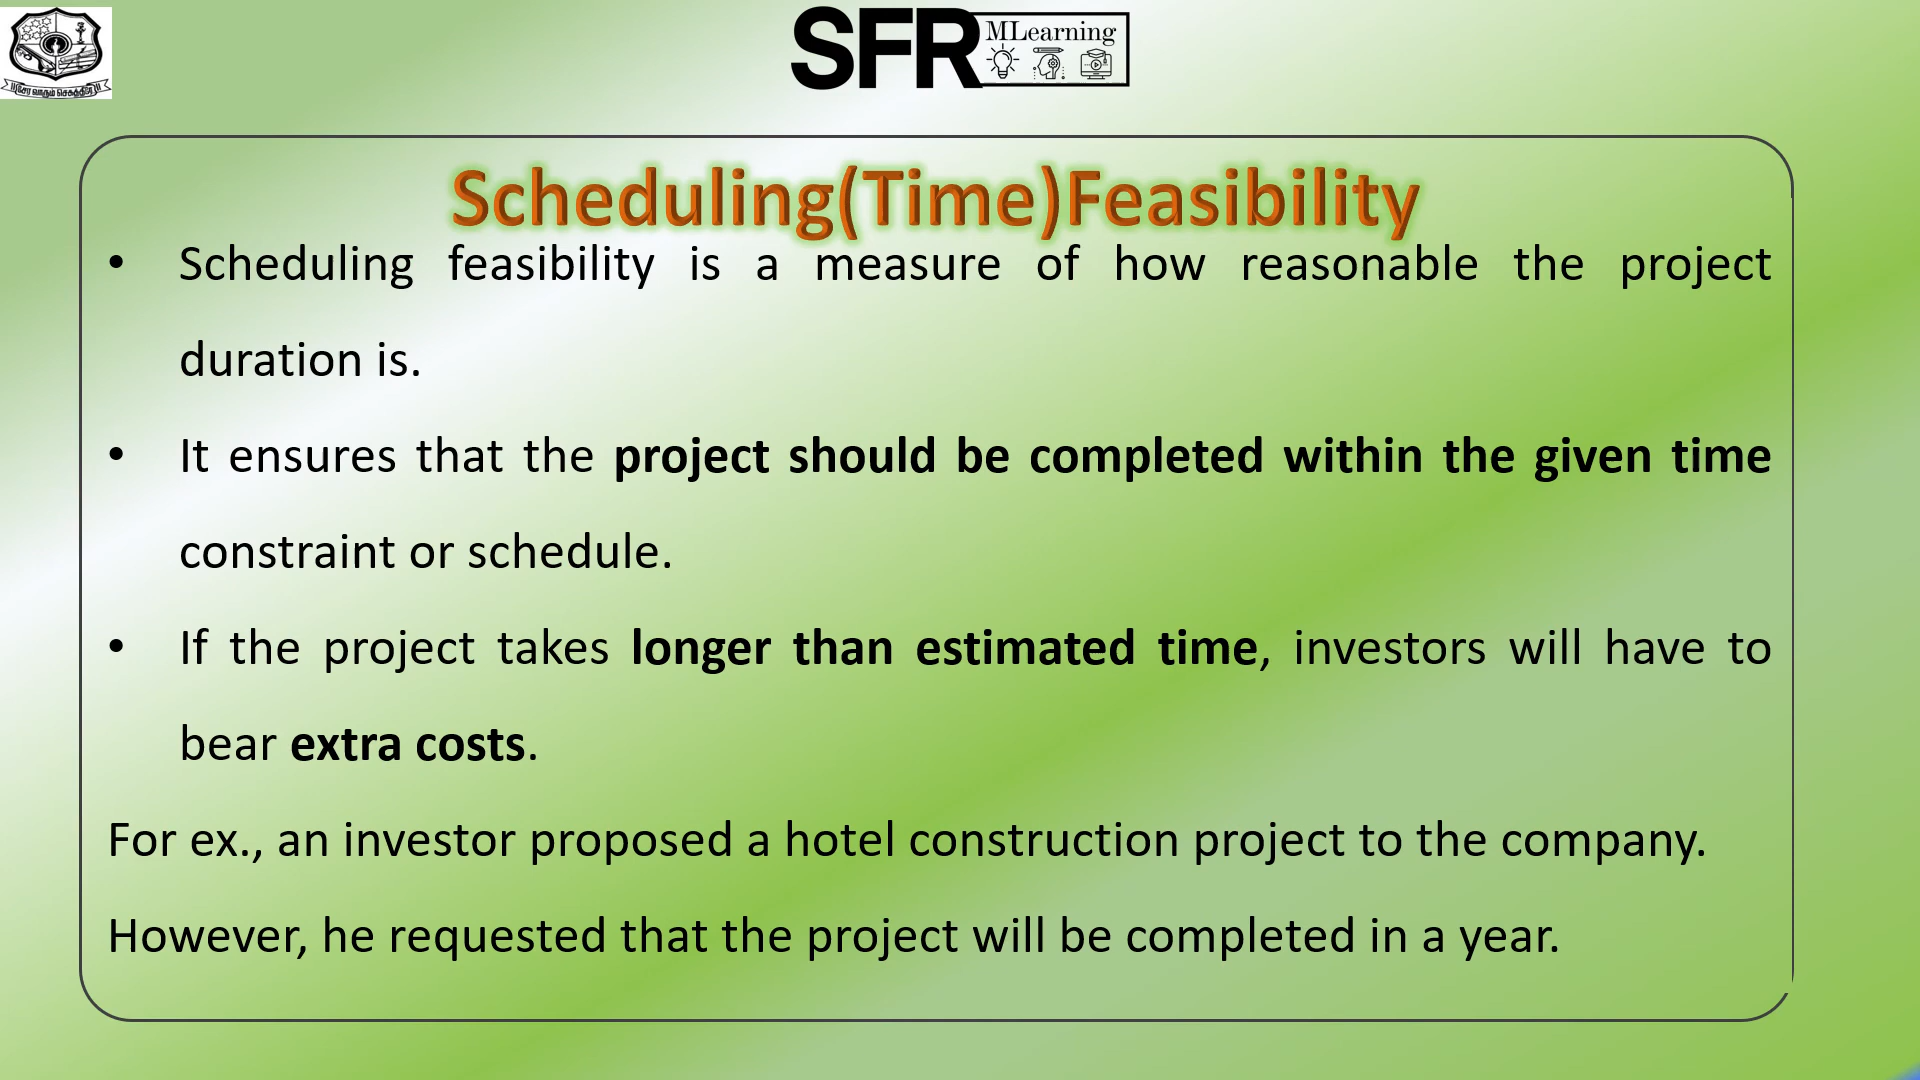 SFR MLearning
Scheduling(Time)Feasibility
• Scheduling feasibility is a measure of how reasonable the project
duration is.
• It ensures that the project should be completed within the given time
constraint or schedule.
• If the project takes longer than estimated time, investors will have to
bear extra costs.
For ex., an investor proposed a hotel construction project to the company.
However, he requested that the project will be completed in a year.